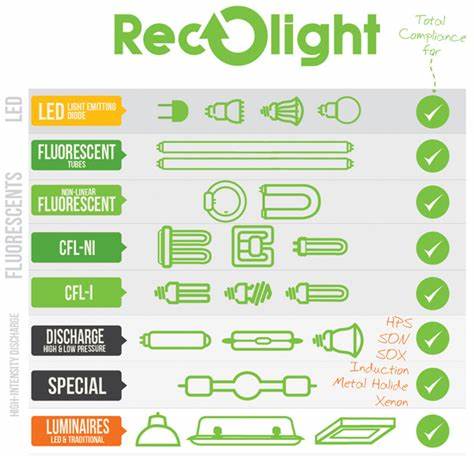 Recolight
Total
Compliance
for
LED
LED LIGHT EMITTING
DIODE
FLUORESCENTS
FLUORESCENT
TUBES
NON-LINEAR
FLUORESCENT
CFL-NI
CFL-I
HIGH-INTENSITY DISCHARGE
DISCHARGE
HIGH & LOW PRESSURE
HPS
SON
SOX
Induction
Metal Halide
Xenon
SPECIAL
LUMINAIRES
LED & TRADITIONAL